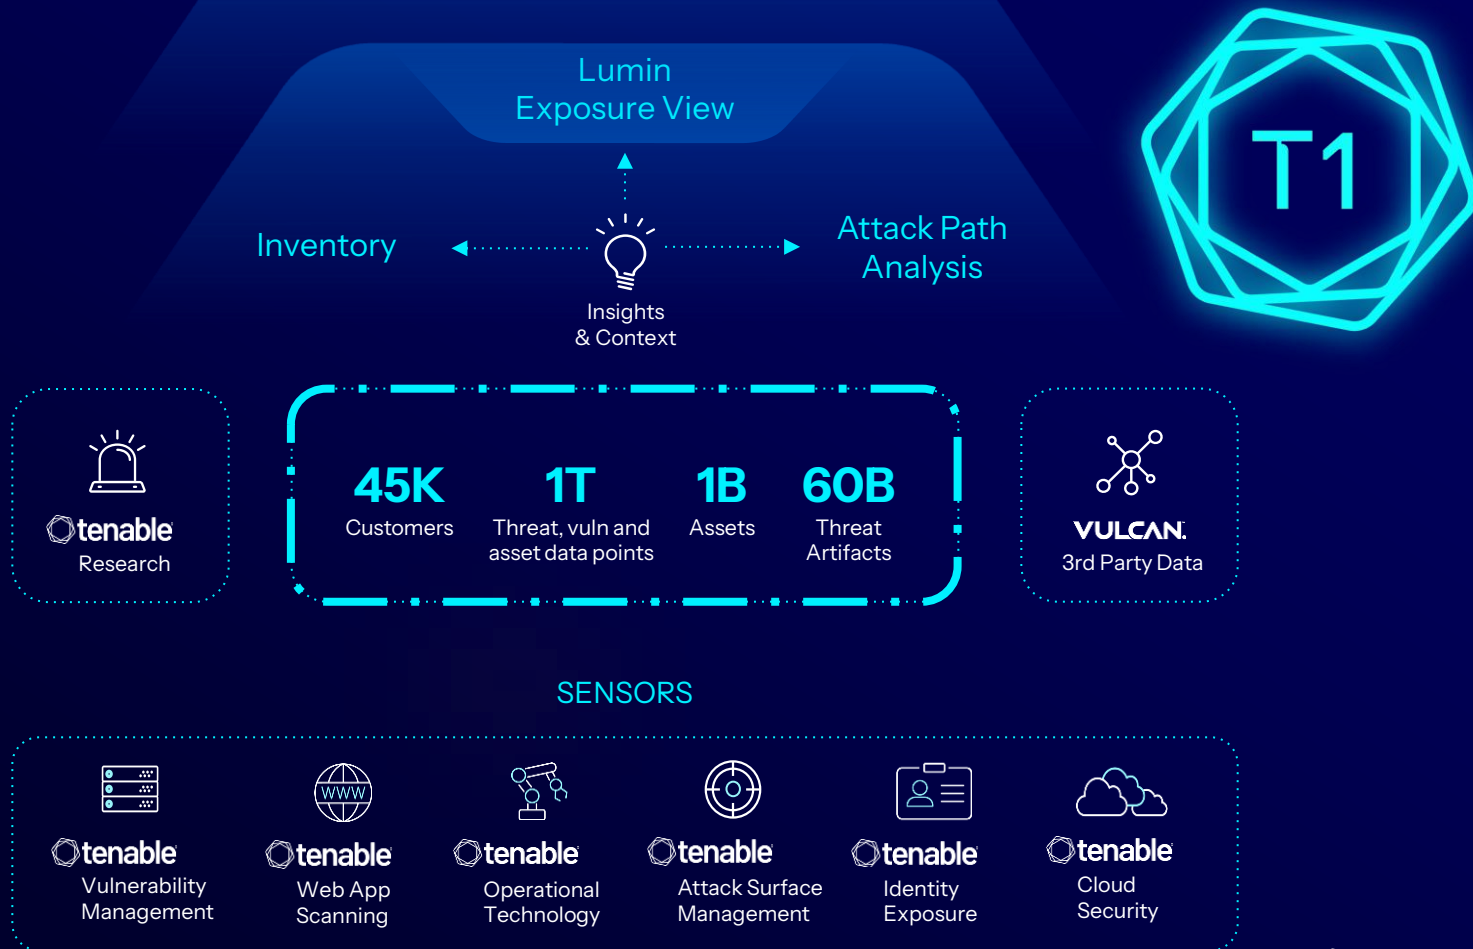 Lumin
Exposure View
T1
Inventory
Attack Path
Analysis
Insights
& Context
45K
Customers
1T
Threat, vuln and
asset data points
1B
Assets
60B
Threat
Artifacts
tenable
Research
VULCAN.
3rd Party Data
SENSORS
WWW
tenable
Vulnerability
Management
tenable
Web App
Scanning
tenable
Operational
Technology
tenable
Attack Surface
Management
tenable
Identity
Exposure
tenable
Cloud
Security